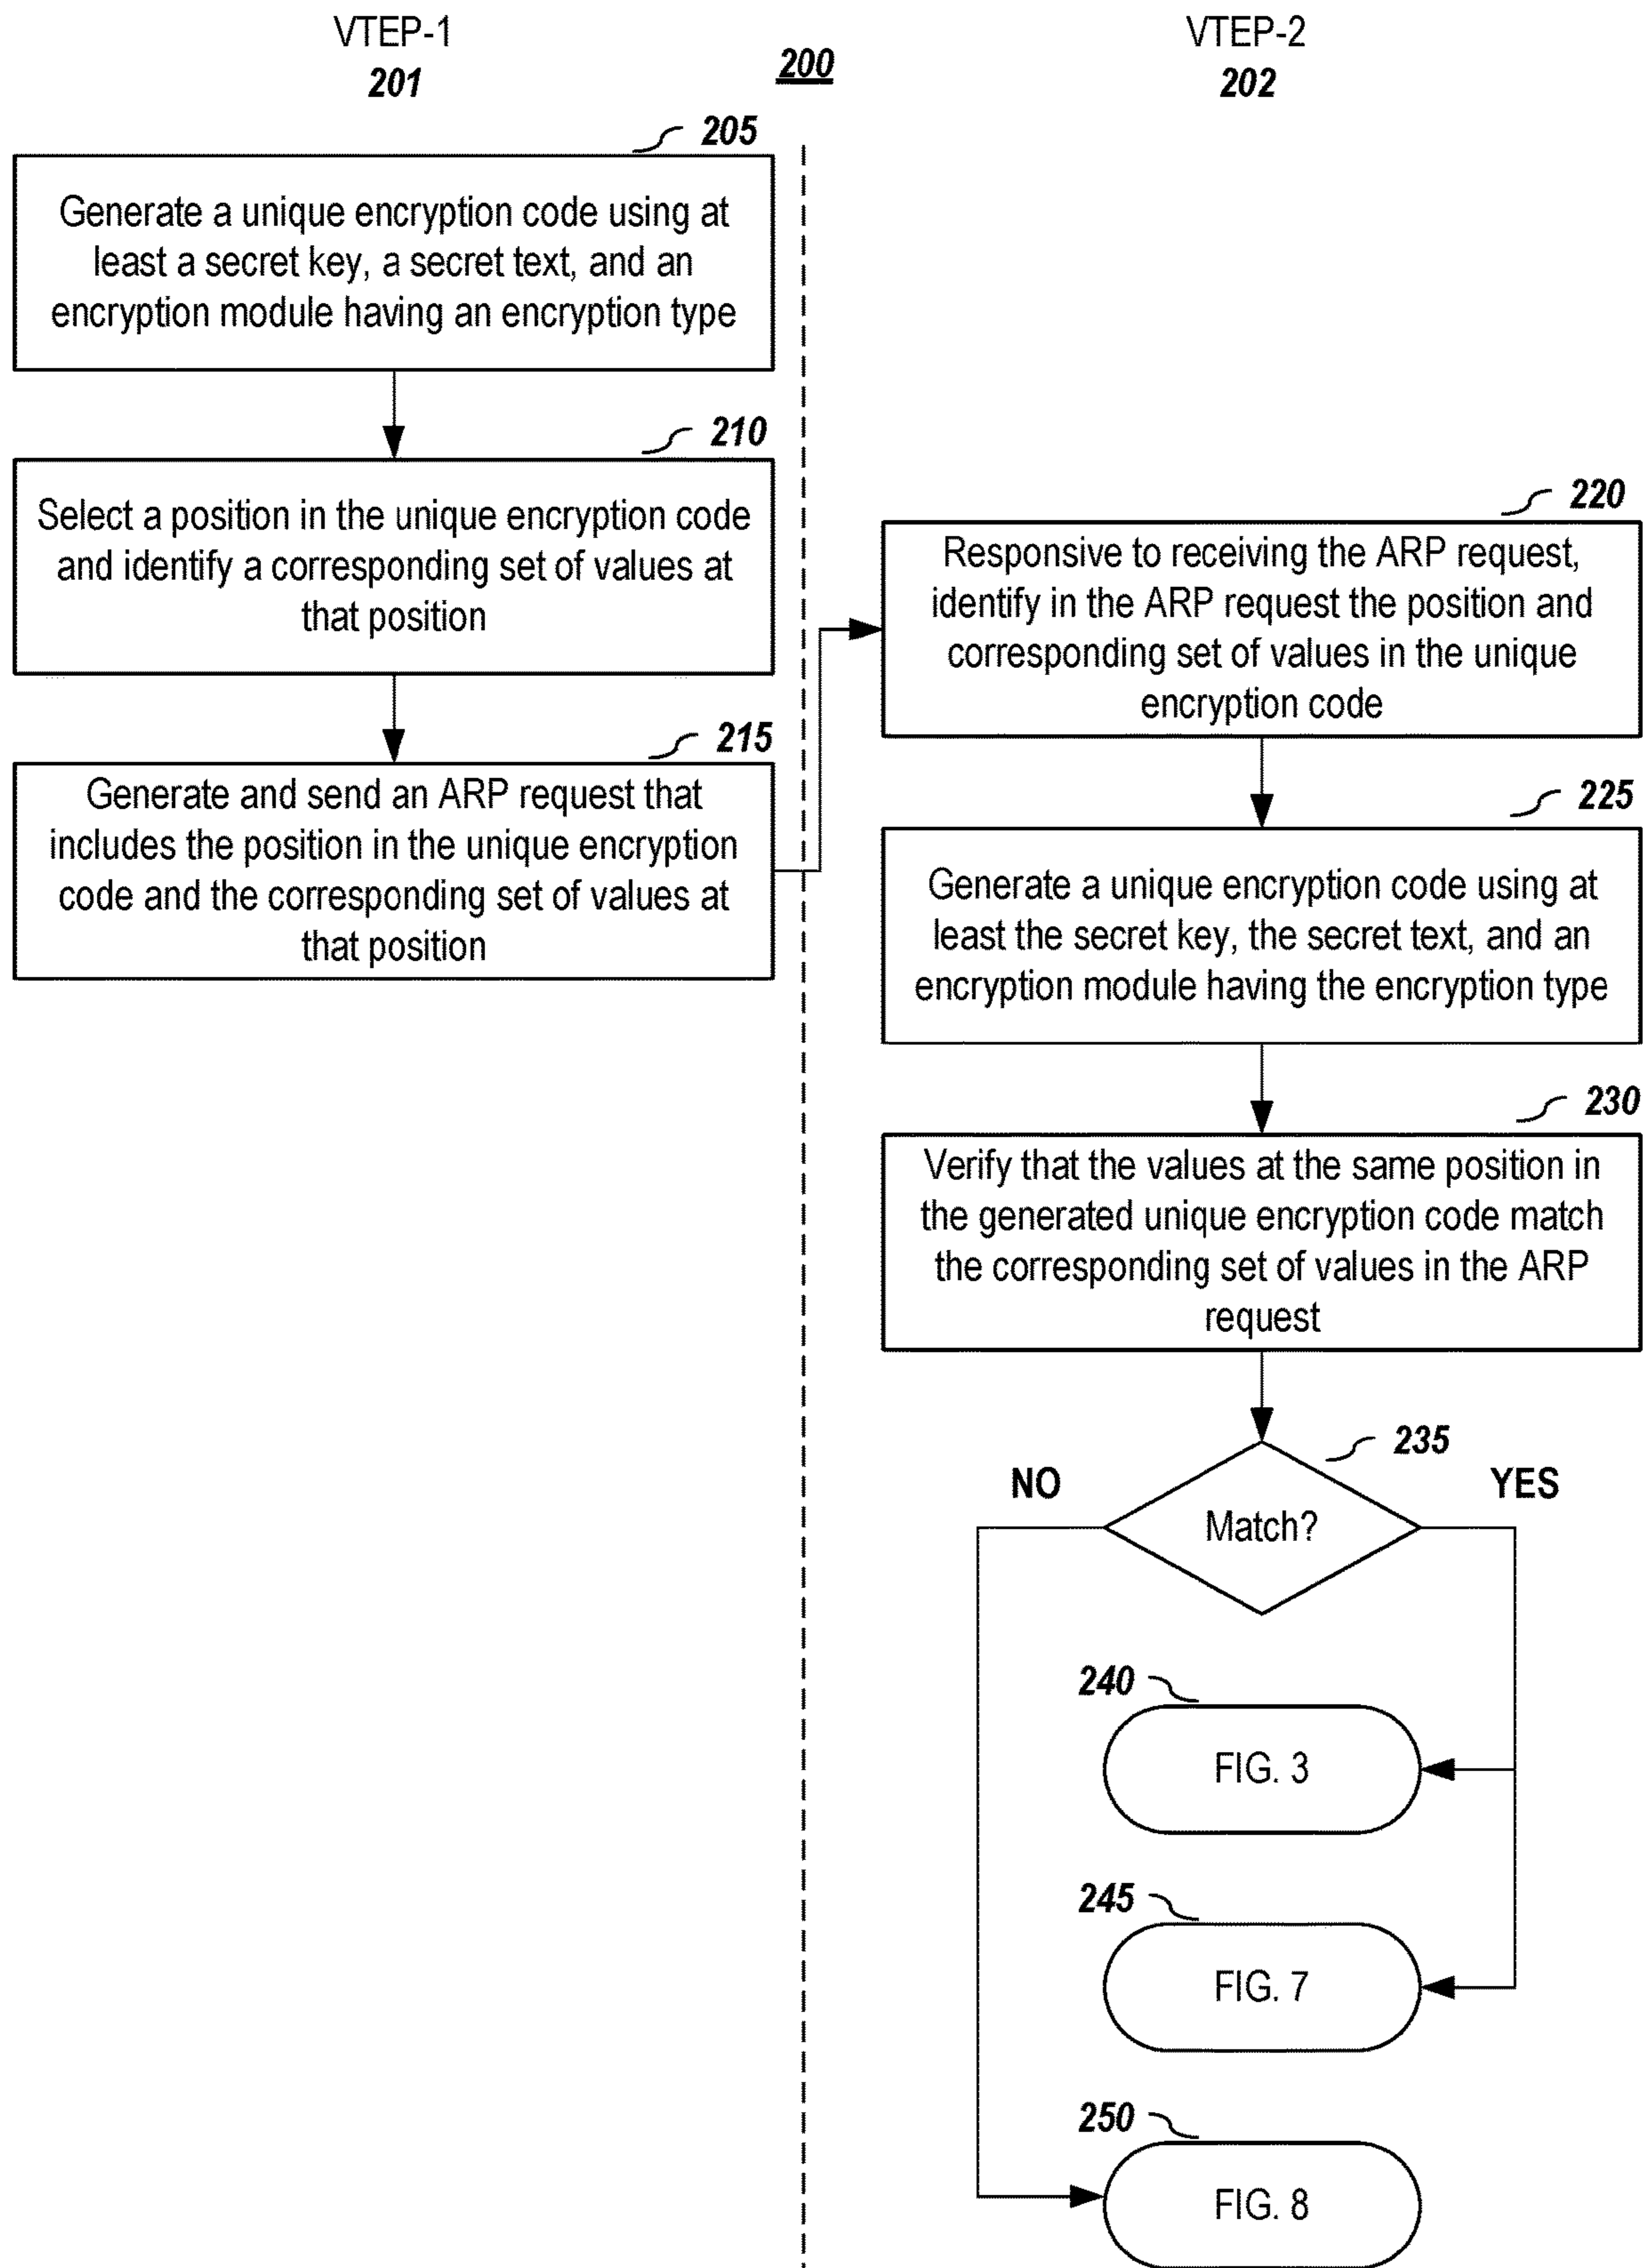 VTEP-1
201
200
VTEP-2
202
205
Generate a unique encryption code using at
least a secret key, a secret text, and an
encryption module having an encryption type
210
Select a position in the unique encryption code
and identify a corresponding set of values at
that position
215
Generate and send an ARP request that
includes the position in the unique encryption
code and the corresponding set of values at
that position
220
Responsive to receiving the ARP request,
identify in the ARP request the position and
corresponding set of values in the unique
encryption code
225
Generate a unique encryption code using at
least the secret key, the secret text, and an
encryption module having the encryption type
230
Verify that the values at the same position in
the generated unique encryption code match
the corresponding set of values in the ARP
request
235
NO
YES
Match?
240
FIG. 3
245
FIG. 7
250
FIG. 8